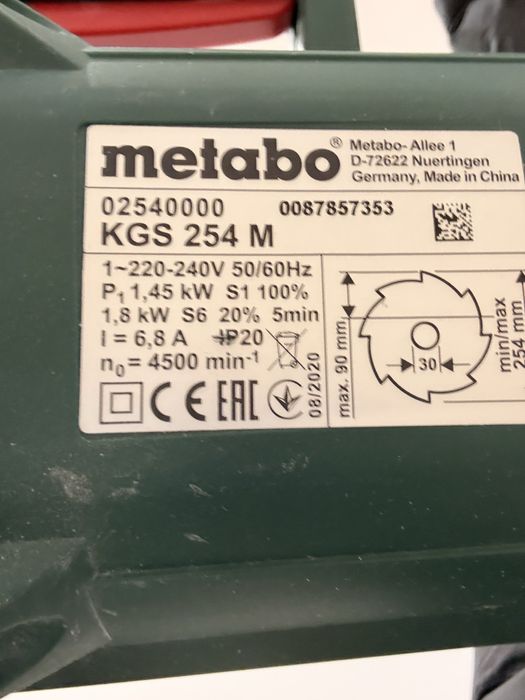 metabo®
Metabo- Allee 1
D-72622 Nuertingen
Germany, Made in China
02540000 0087857353
KGS 254 M
1~220-240V 50/60Hz
P₁ 1,45 kW S1 100%
1,8 kW S6 20% 5min
I = 6,8 A IP20
n₀= 4500 min⁻¹
CE EAC
08/2020
max. 90 mm
30
min/max
254 mm